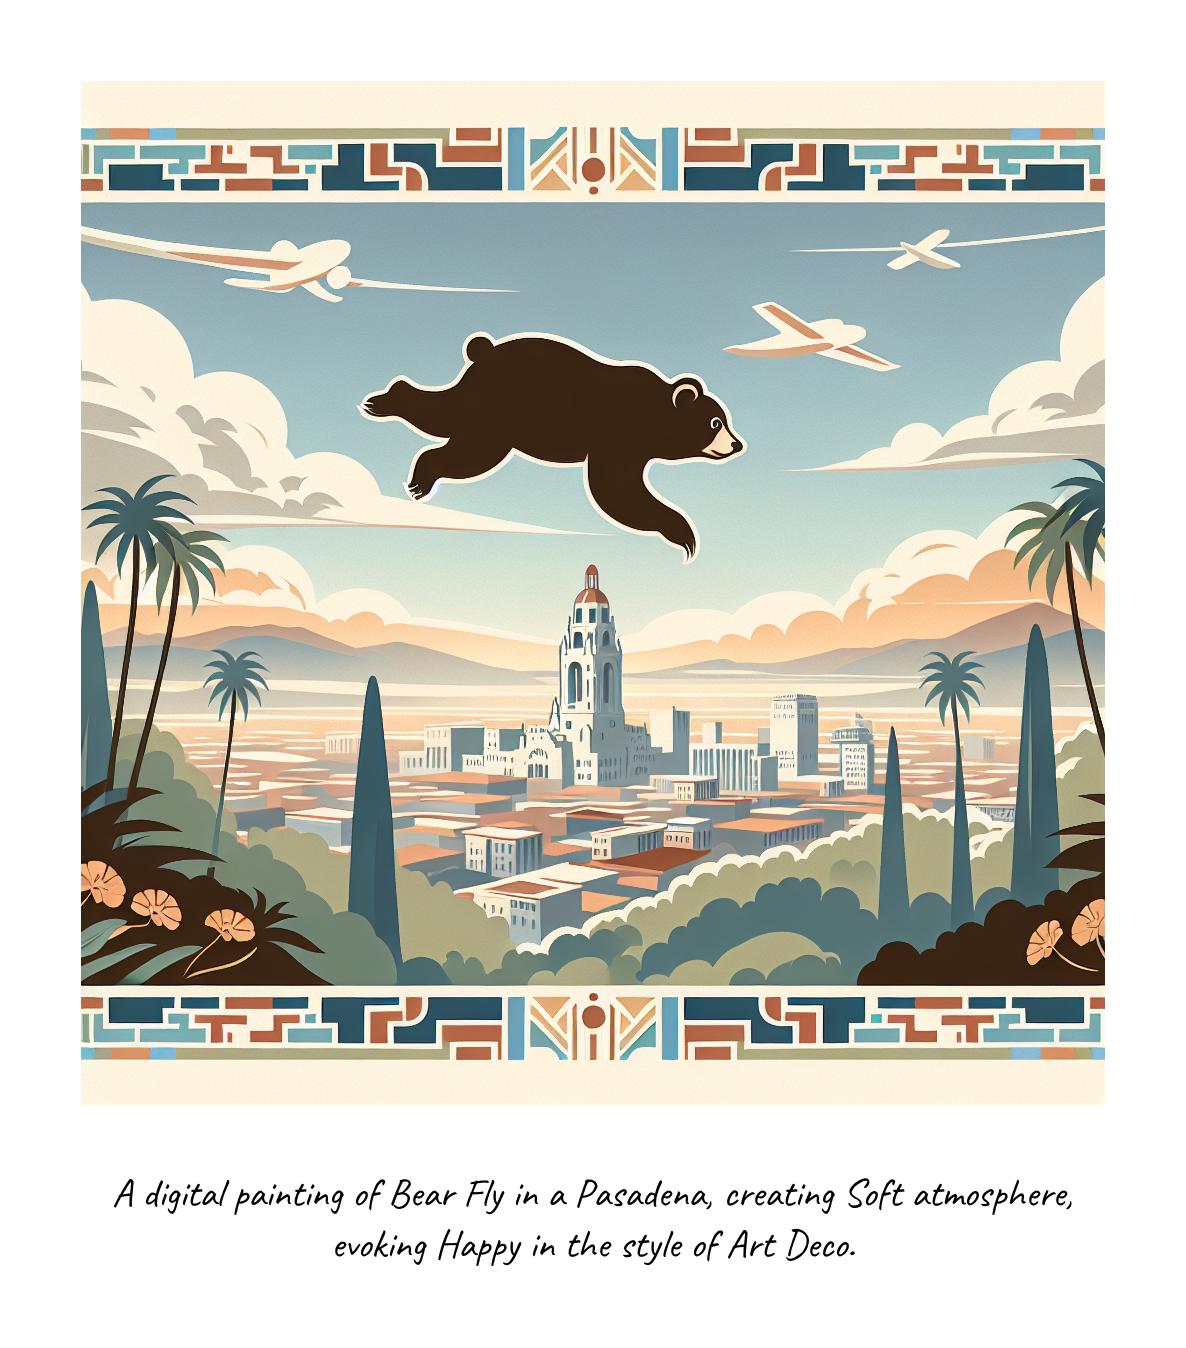 A digital painting of Bear Fly in a Pasadena, creating Soft atmosphere,
evoking Happy in the style of Art Deco.